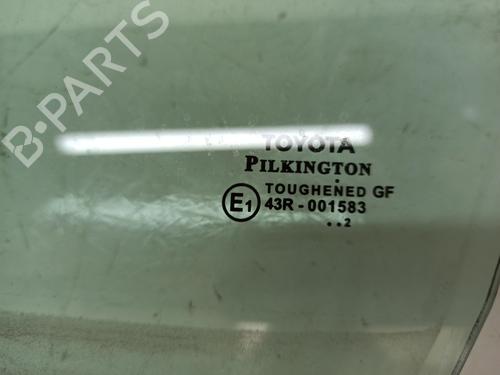 B-PARTS
TOYOTA
PILKINGTON
TOUGHENED GF
E1 43R - 001583
..2